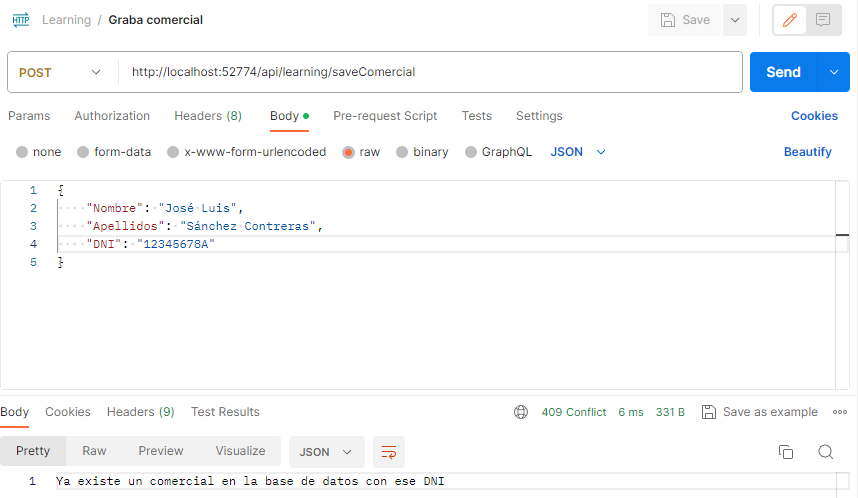 HTTP Learning / Graba comercial Save
POST http://localhost:52774/api/learning/saveComercial Send
Params Authorization Headers (8) Body Pre-request Script Tests Settings Cookies
none form-data x-www-form-urlencoded raw binary GraphQL JSON Beautify
1 {
2 "Nombre": "José Luis",
3 "Apellidos": "Sánchez Contreras",
4 "DNI": "12345678A"
5 }
Body Cookies Headers (9) Test Results 409 Conflict 6 ms 331 B Save as example
Pretty Raw Preview Visualize JSON
1 Ya existe un comercial en la base de datos con ese DNI